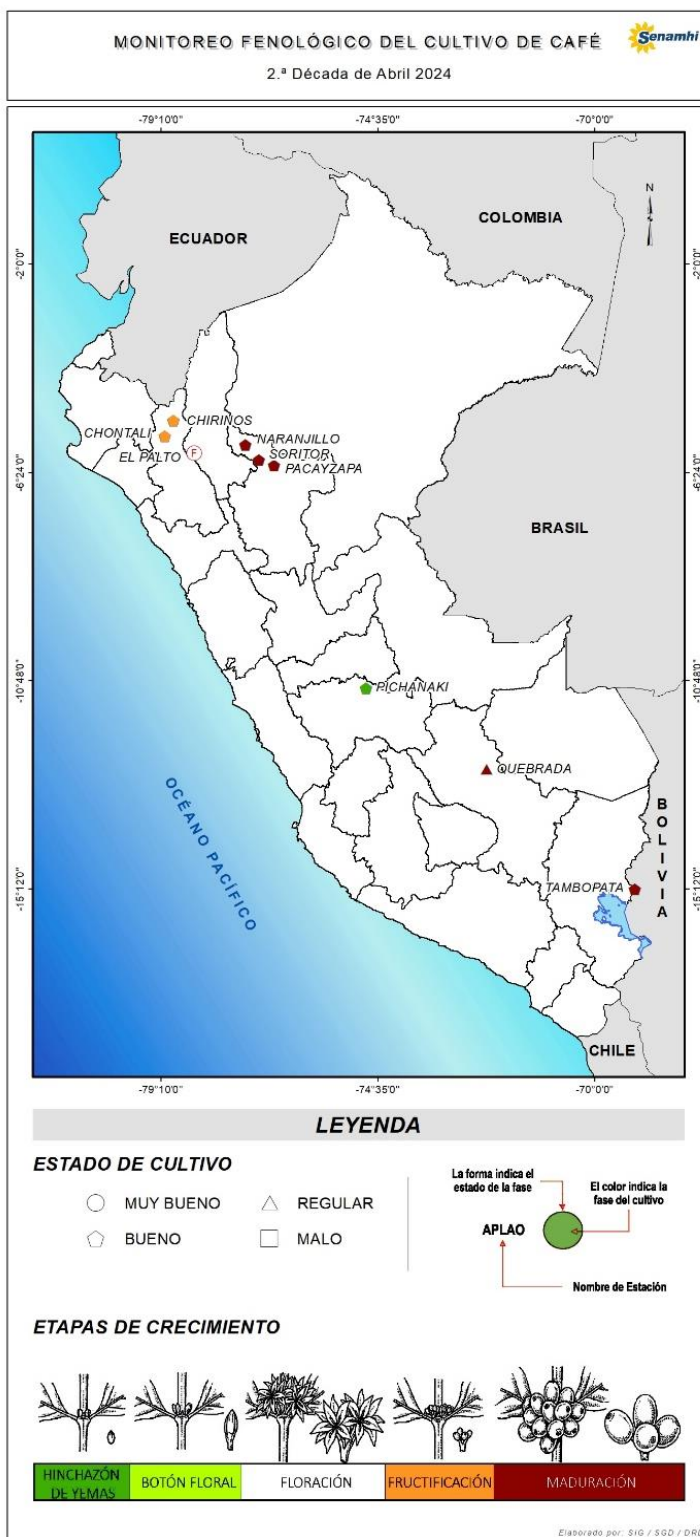 MONITOREO FENOLÓGICO DEL CULTIVO DE CAFÉ
Senamhi
2.ª Década de Abril 2024
-79°10'0"
-74°35'0"
-70°0'0"
N
COLOMBIA
ECUADOR
-2°0'0"
-2°0'0"
CHIRINOS
CHONTALI
NARANJILLO
EL PALTO
F
SORITOR
PACAYZAPA
-6°24'0"
-6°24'0"
BRASIL
-10°48'0"
-10°48'0"
PICHANAKI
QUEBRADA
OCÉANO PACÍFICO
BOLIVIA
TAMBOPATA
-15°12'0"
-15°12'0"
CHILE
-79°10'0"
-74°35'0"
-70°0'0"
LEYENDA
ESTADO DE CULTIVO
MUY BUENO
REGULAR
BUENO
MALO
La forma indica el
estado de la fase
El color indica la
fase del cultivo
APLAO
Nombre de Estación
ETAPAS DE CRECIMIENTO
HINCHAZÓN
DE YEMAS
BOTÓN FLORAL
FLORACIÓN
FRUCTIFICACIÓN
MADURACIÓN
Elaborado por: SIG / SGD / DRD